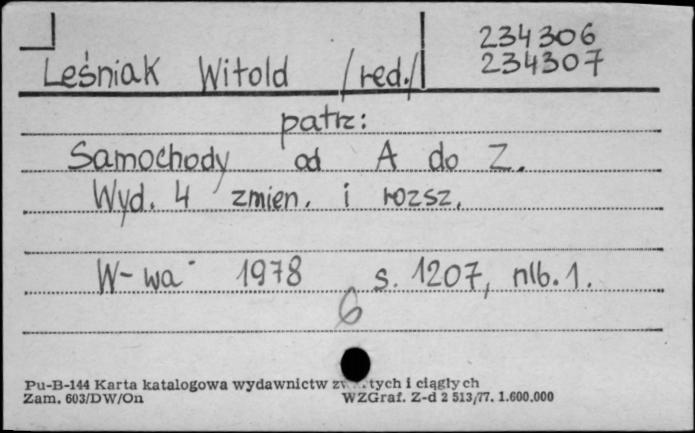 234306
Leśniak Witold /red./ 234307
patrz:
Samochody od A do Z.
Wyd. 4 zmien. i rozsz.
W-wa 1978 s. 1207, nlb. 1.
6
Pu-B-144 Karta katalogowa wydawnictw i ciągłych
Zam. 603/DW/On WZGraf. Z-d 2 513/77. 1.600.000